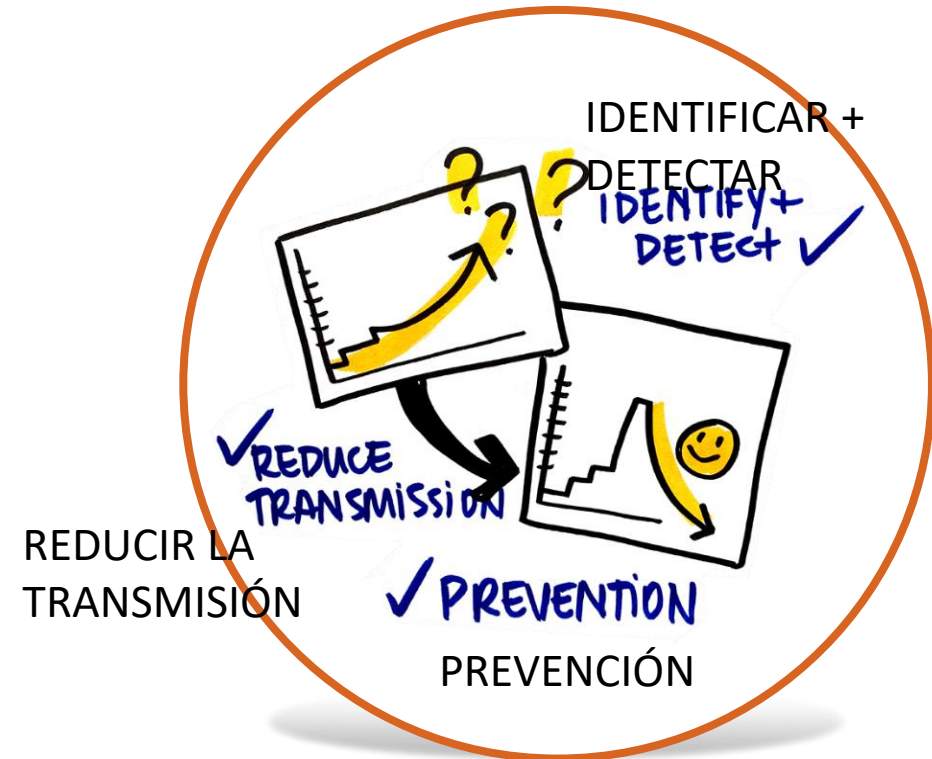 IDENTIFICAR +
DETECTAR
? ? ?
IDENTIFY +
DETECT ✓
✓ REDUCE
TRANSMISSION
REDUCIR LA
TRANSMISIÓN
✓ PREVENTION
PREVENCIÓN